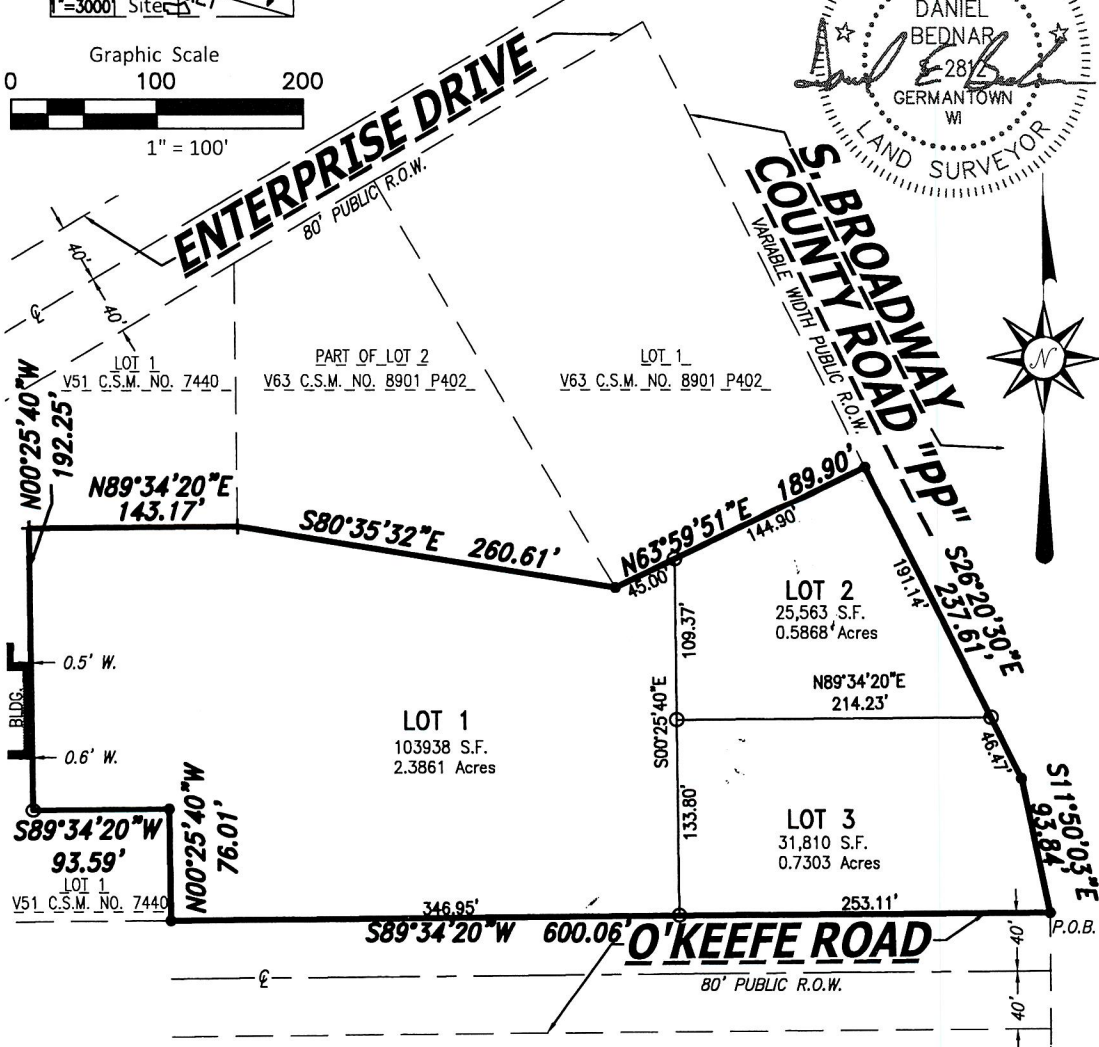 1"=3000' Site
Graphic Scale
0 100 200
1" = 100'
DANIEL
BEDNAR
S-2812
GERMANTOWN
WI
LAND SURVEYOR
ENTERPRISE DRIVE
80' PUBLIC R.O.W.
40'
40'
S. BROADWAY
COUNTY ROAD "PP"
VARIABLE WIDTH PUBLIC R.O.W.
N
LOT 1
V51 C.S.M. NO. 7440
PART OF LOT 2
V63 C.S.M. NO. 8901 P402
LOT 1
V63 C.S.M. NO. 8901 P402
N00°25'40"W
192.25'
N89°34'20"E
143.17'
S80°35'32"E 260.61'
N63°59'51"E 189.90'
45.00'
144.90'
S26°20'30"E
237.61'
191.14'
46.47'
109.37'
LOT 2
25,563 S.F.
0.5868 Acres
N89°34'20"E
214.23'
S00°25'40"E
133.80'
0.5' W.
BLDG.
0.6' W.
LOT 1
103938 S.F.
2.3861 Acres
LOT 3
31,810 S.F.
0.7303 Acres
S11°50'03"E
93.84'
S89°34'20"W
93.59'
N00°25'40"W
76.01'
LOT 1
V51 C.S.M. NO. 7440
346.95'
253.11'
S89°34'20"W 600.06'
O'KEEFE ROAD
P.O.B.
80' PUBLIC R.O.W.
40'
40'